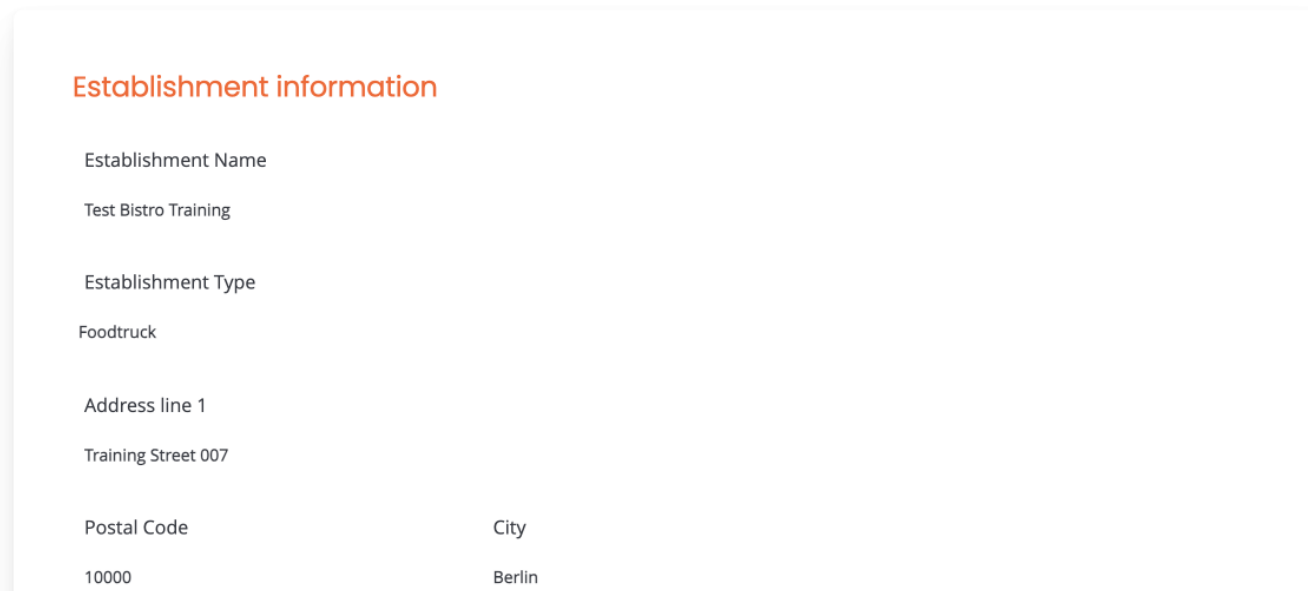 Establishment information
Establishment Name
Test Bistro Training
Establishment Type
Foodtruck
Address line 1
Training Street 007
Postal Code City
10000 Berlin